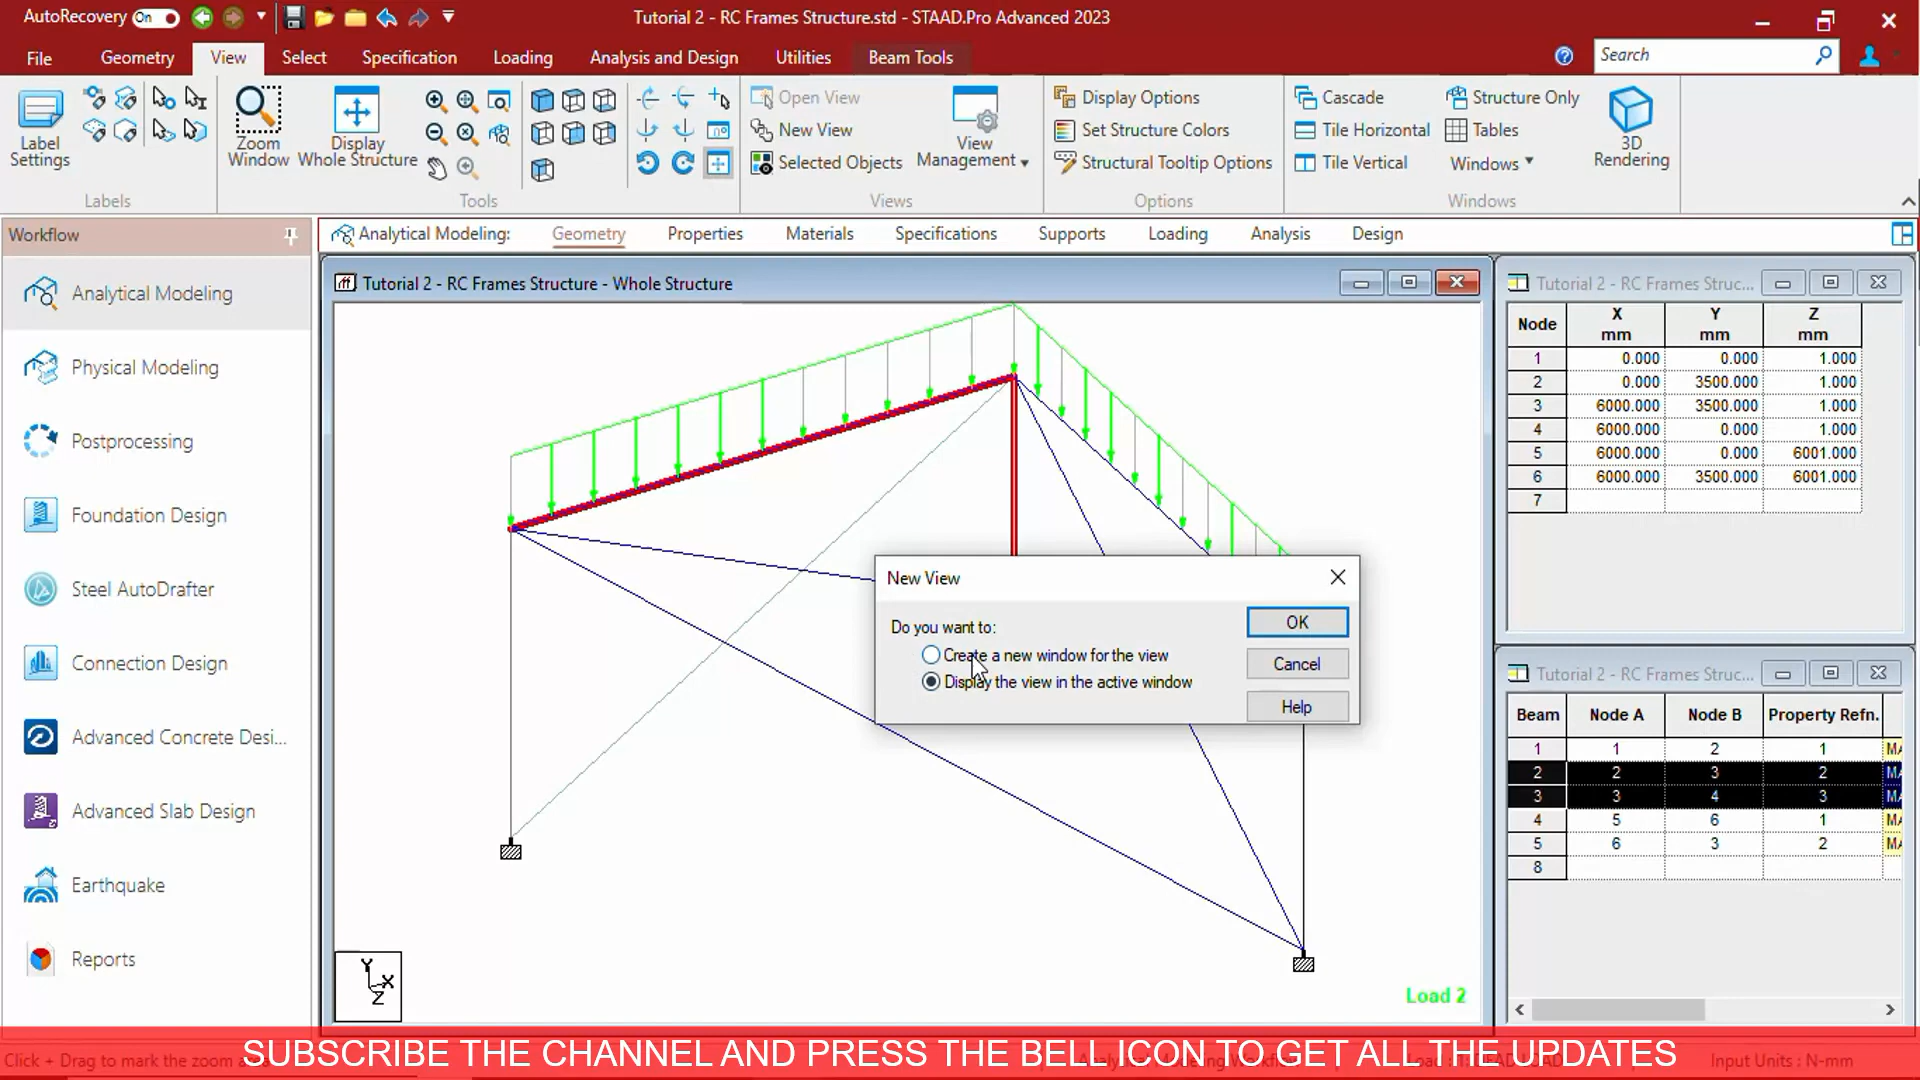 AutoRecovery On
Tutorial 2 - RC Frames Structure.std - STAAD.Pro Advanced 2023
File Geometry View Select Specification Loading Analysis and Design Utilities Beam Tools Search
Label Settings
Zoom Window
Display Whole Structure
Open View
New View
Selected Objects
View Management
Display Options
Set Structure Colors
Structural Tooltip Options
Cascade
Tile Horizontal
Tile Vertical
Structure Only
Tables
Windows
3D Rendering
Labels Tools Views Options Windows
Workflow
Analytical Modeling: Geometry Properties Materials Specifications Supports Loading Analysis Design
Analytical Modeling
Physical Modeling
Postprocessing
Foundation Design
Steel AutoDrafter
Connection Design
Advanced Concrete Desi...
Advanced Slab Design
Earthquake
Reports
Tutorial 2 - RC Frames Structure - Whole Structure
Y
X
Z
Load 2
New View
Do you want to:
Create a new window for the view
Display the view in the active window
OK
Cancel
Help
Tutorial 2 - RC Frames Struc...
Node X mm Y mm Z mm
1 0.000 0.000 1.000
2 0.000 3500.000 1.000
3 6000.000 3500.000 1.000
4 6000.000 0.000 1.000
5 6000.000 0.000 6001.000
6 6000.000 3500.000 6001.000
7
Tutorial 2 - RC Frames Struc...
Beam Node A Node B Property Refn.
1 1 2 1
2 2 3 2
3 3 4 3
4 5 6 1
5 6 3 2
8
SUBSCRIBE THE CHANNEL AND PRESS THE BELL ICON TO GET ALL THE UPDATES
Click + Drag to mark the zoom
Input Units : N-mm